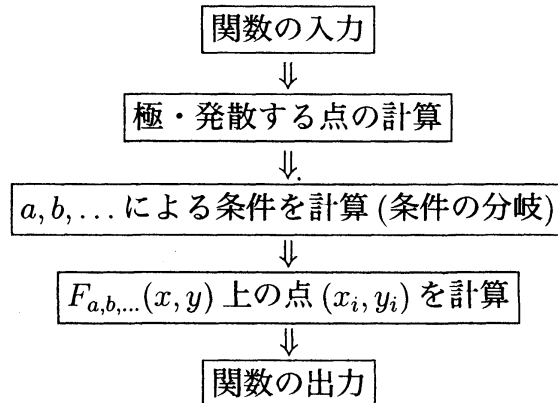 関数の入力
⇓
極・発散する点の計算
⇓
a, b, … による条件を計算 (条件の分岐)
⇓
F_{a,b,...}(x, y) 上の点 (x_i, y_i) を計算
⇓
関数の出力